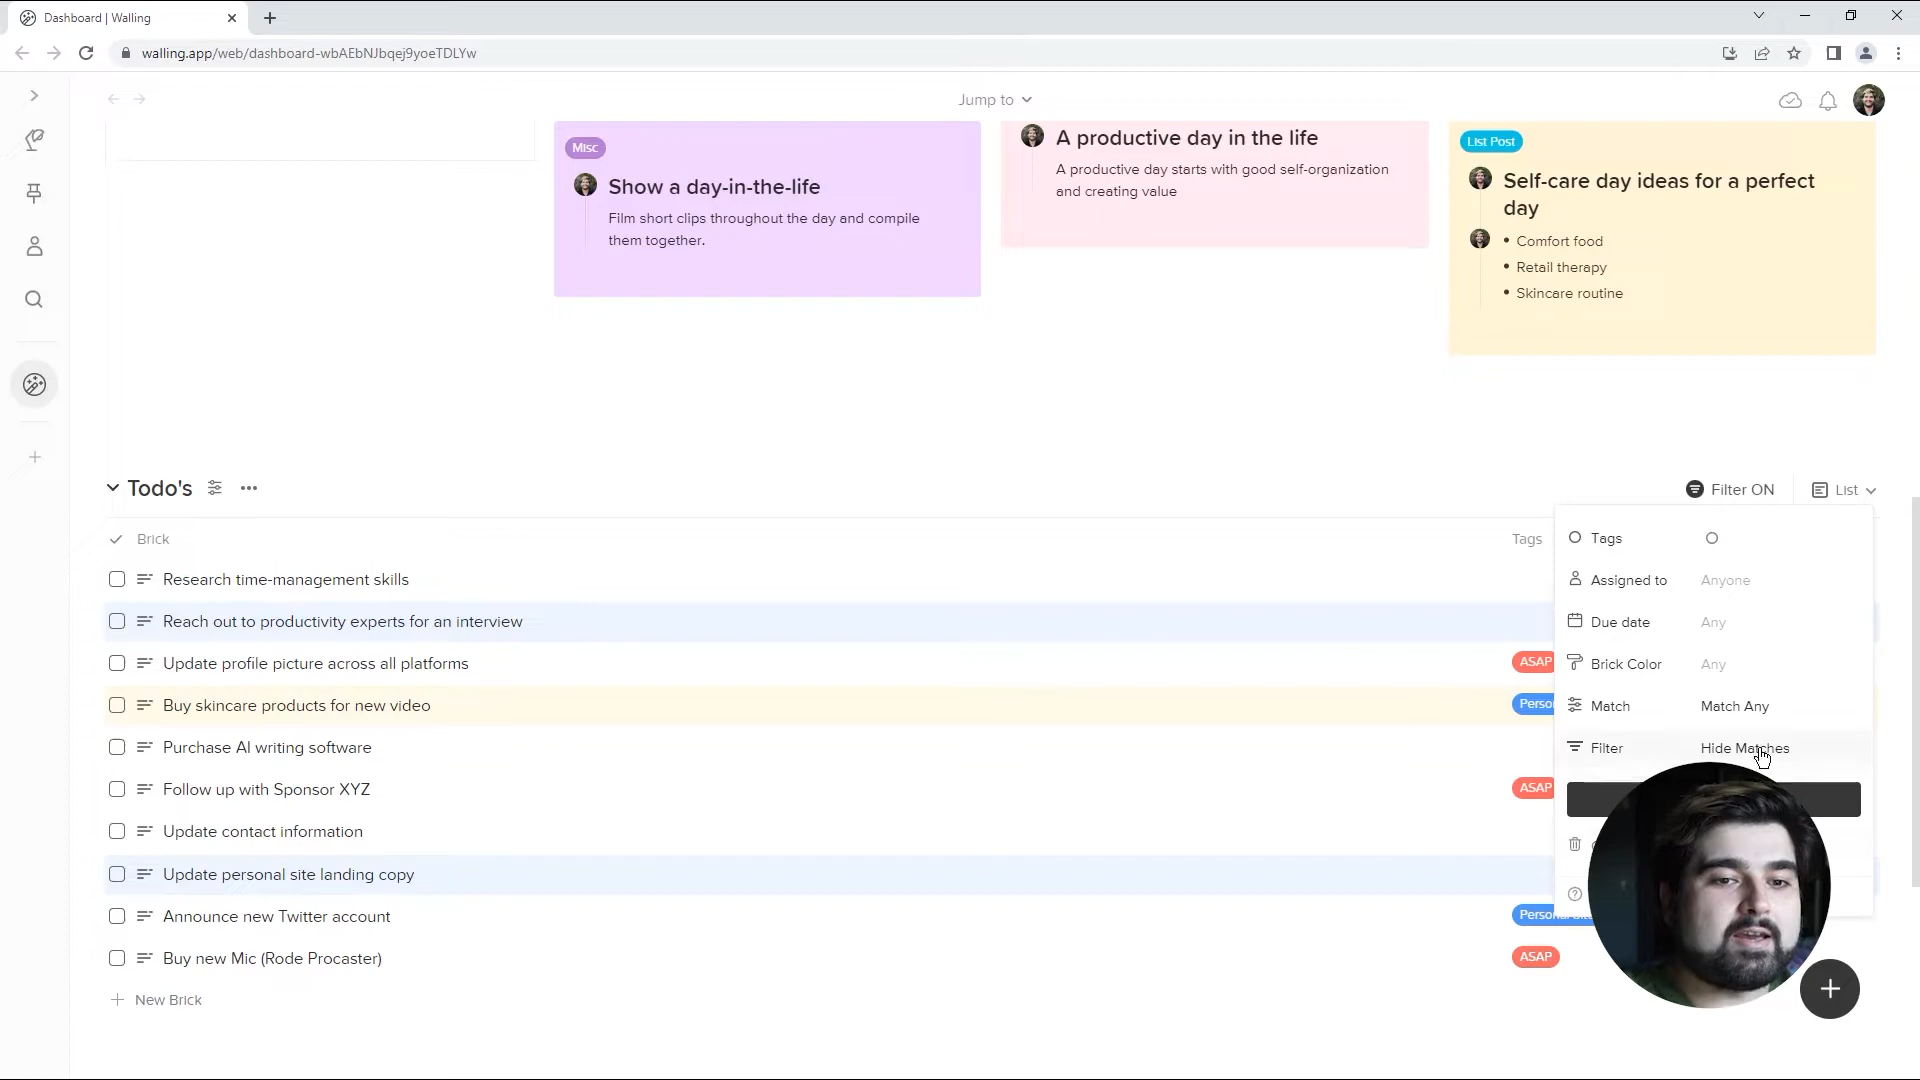 Dashboard | Walling
walling.app/web/dashboard-wbAEbNJbqej9yoeTDLYw
Jump to
Misc
Show a day-in-the-life
Film short clips throughout the day and compile
them together.
A productive day in the life
A productive day starts with good self-organization
and creating value
List Post
Self-care day ideas for a perfect
day
• Comfort food
• Retail therapy
• Skincare routine
Todo's
Filter ON
List
Brick
Tags
Research time-management skills
Reach out to productivity experts for an interview
Update profile picture across all platforms
ASAP
Buy skincare products for new video
Purchase AI writing software
Follow up with Sponsor XYZ
ASAP
Update contact information
Update personal site landing copy
Announce new Twitter account
Buy new Mic (Rode Procaster)
ASAP
New Brick
Tags
Assigned to Anyone
Due date Any
Brick Color Any
Match Match Any
Filter Hide Matches